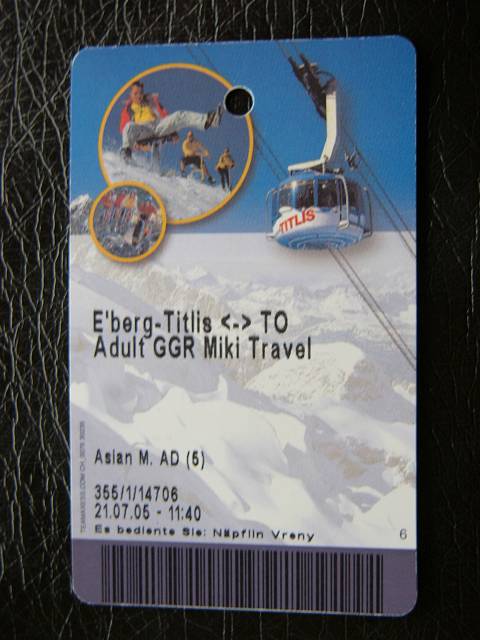 TITLIS
E'berg-Titlis <-> TO
Adult GGR Miki Travel
Asian M. AD (5)
355/1/14706
21.07.05 - 11:40
Es bediente Sie: Näpflin Vreny
6